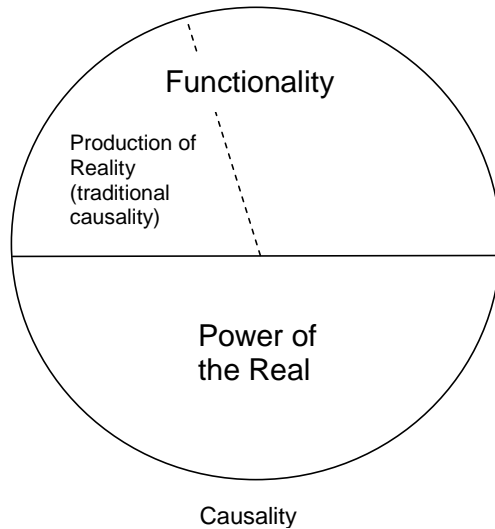 Functionality
Production of
Reality
(traditional
causality)
Power of
the Real
Causality